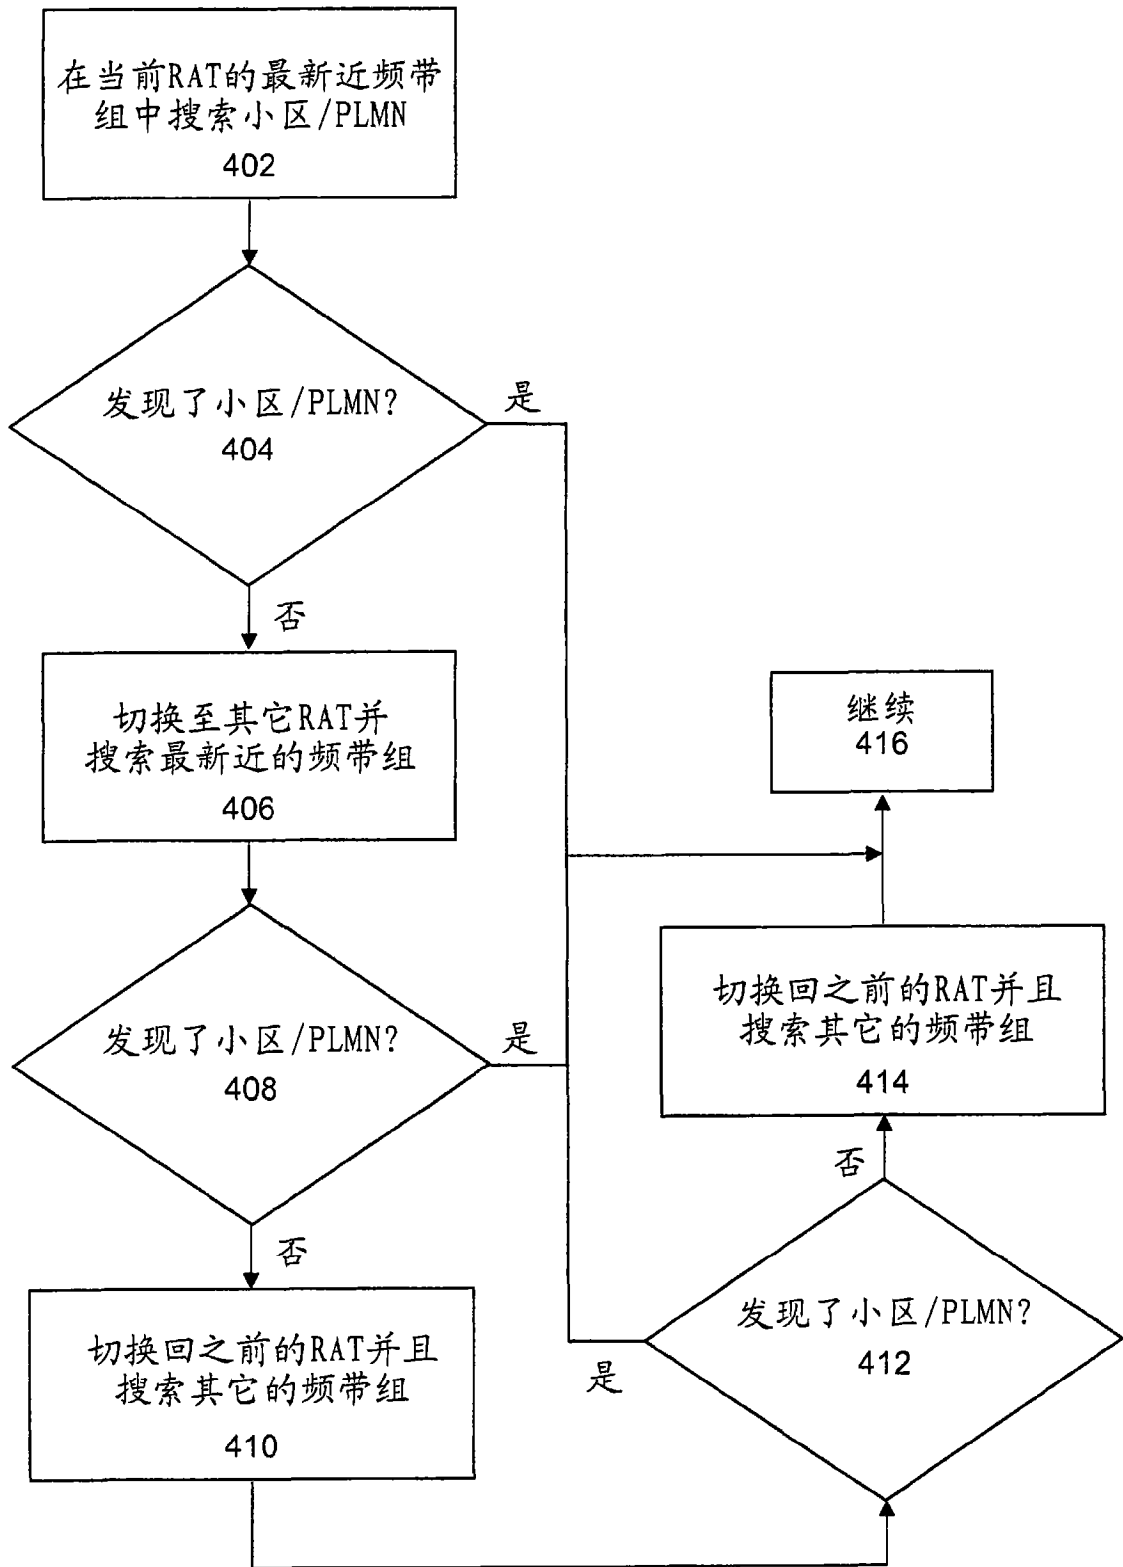 在当前RAT的最新近频带
组中搜索小区/PLMN
402
发现了小区/PLMN?
404
是
否
切换至其它RAT并
搜索最新近的频带组
406
发现了小区/PLMN?
408
是
否
切换回之前的RAT并且
搜索其它的频带组
410
发现了小区/PLMN?
412
是
否
切换回之前的RAT并且
搜索其它的频带组
414
继续
416